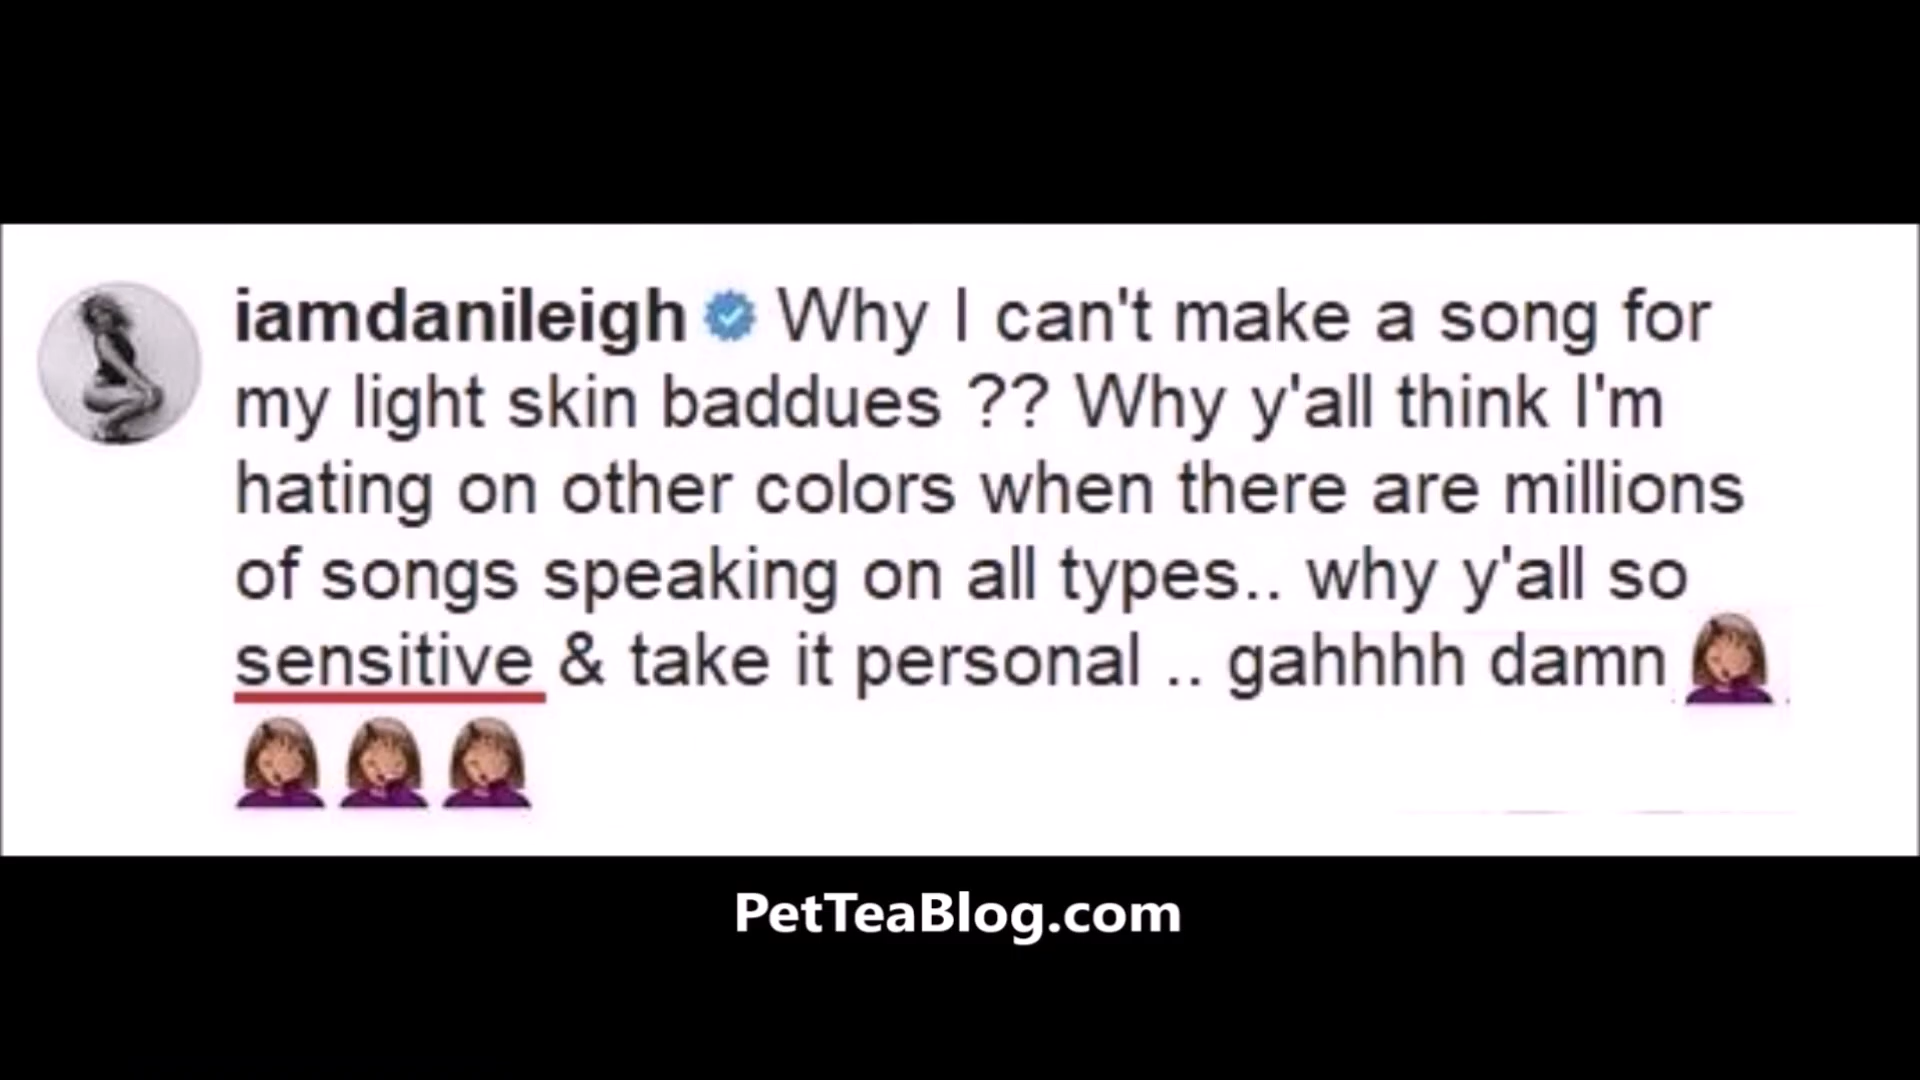 iamdanileigh Why I can't make a song for
my light skin baddues ?? Why y'all think I'm
hating on other colors when there are millions
of songs speaking on all types.. why y'all so
sensitive & take it personal .. gahhhh damn 🤦🏽‍♀️
🤦🏽‍♀️🤦🏽‍♀️🤦🏽‍♀️
PetTeaBlog.com